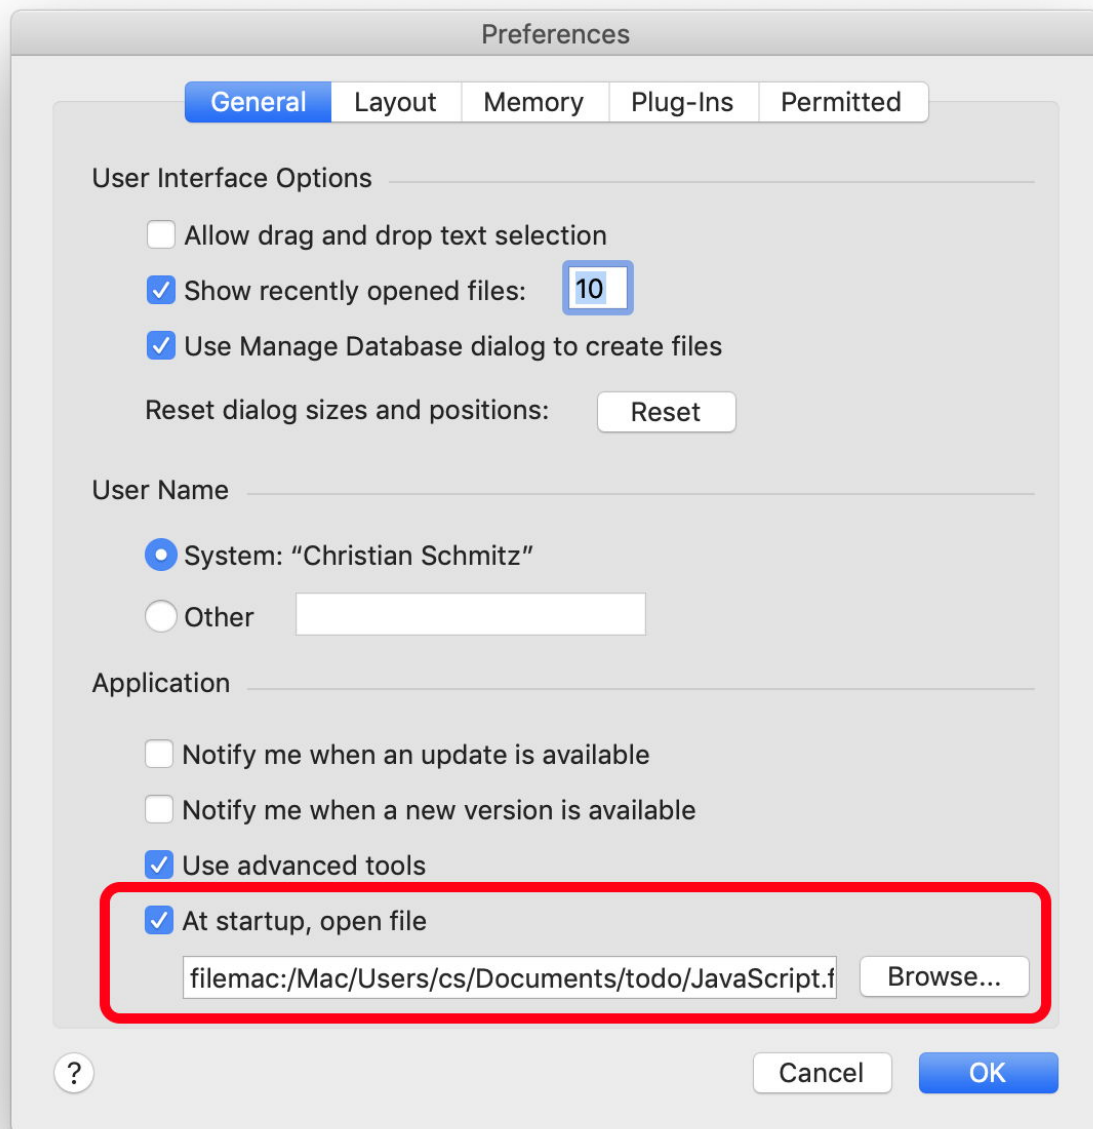 Preferences
General Layout Memory Plug-Ins Permitted
User Interface Options
Allow drag and drop text selection
Show recently opened files: 10
Use Manage Database dialog to create files
Reset dialog sizes and positions: Reset
User Name
System: “Christian Schmitz”
Other
Application
Notify me when an update is available
Notify me when a new version is available
Use advanced tools
At startup, open file
filemac:/Mac/Users/cs/Documents/todo/JavaScript.f Browse...
? Cancel OK